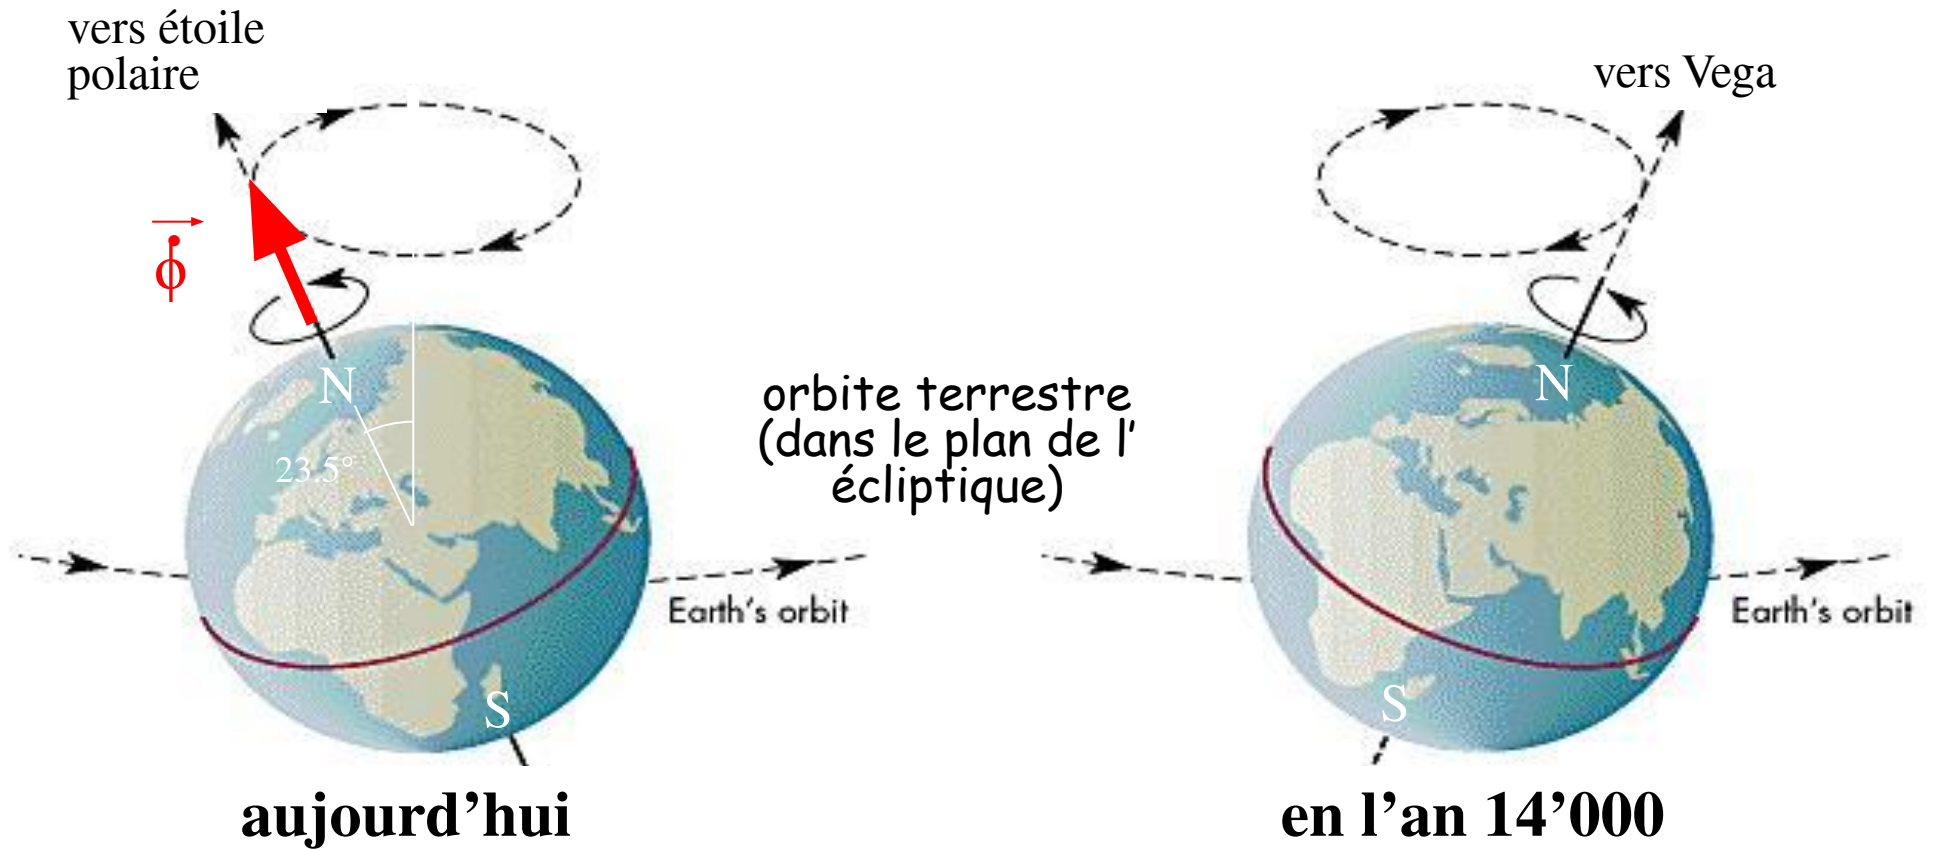 vers étoile
polaire
vers Vega
ϕ̇
N
23.5°
orbite terrestre
(dans le plan de l'
écliptique)
N
Earth's orbit
Earth's orbit
S
S
aujourd'hui
en l'an 14'000